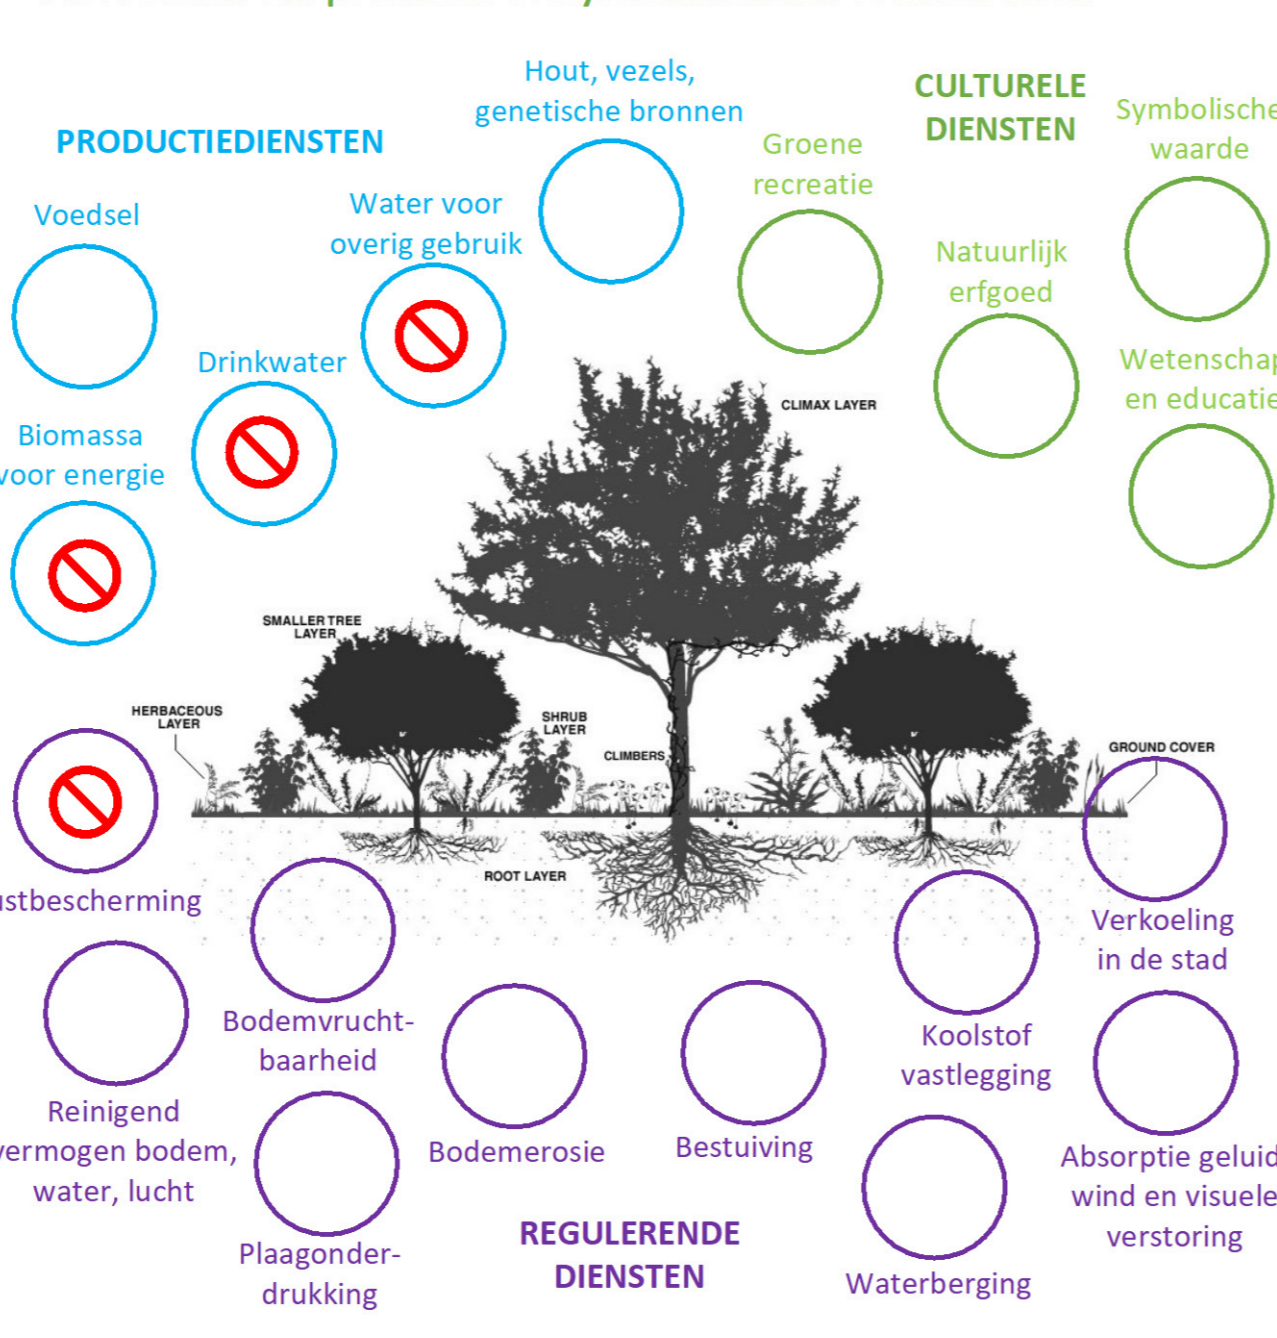 Hout, vezels,
genetische bronnen
CULTURELE
DIENSTEN
Symbolische
waarde
PRODUCTIEDIENSTEN
Groene
recreatie
Voedsel
Water voor
overig gebruik
Natuurlijk
erfgoed
Drinkwater
Wetenschap
en educatie
CLIMAX LAYER
Biomassa
voor energie
SMALLER TREE
LAYER
HERBACEOUS
LAYER
SHRUB
LAYER
CLIMBERS
GROUND COVER
ROOT LAYER
ustbescherming
Verkoeling
in de stad
Bodemvrucht-
baarheid
Koolstof
vastlegging
Reinigend
vermogen bodem,
water, lucht
Bodemerosie
Bestuiving
Absorptie geluid
wind en visuele
verstoring
Plaagonder-
drukking
REGULERENDE
DIENSTEN
Waterberging